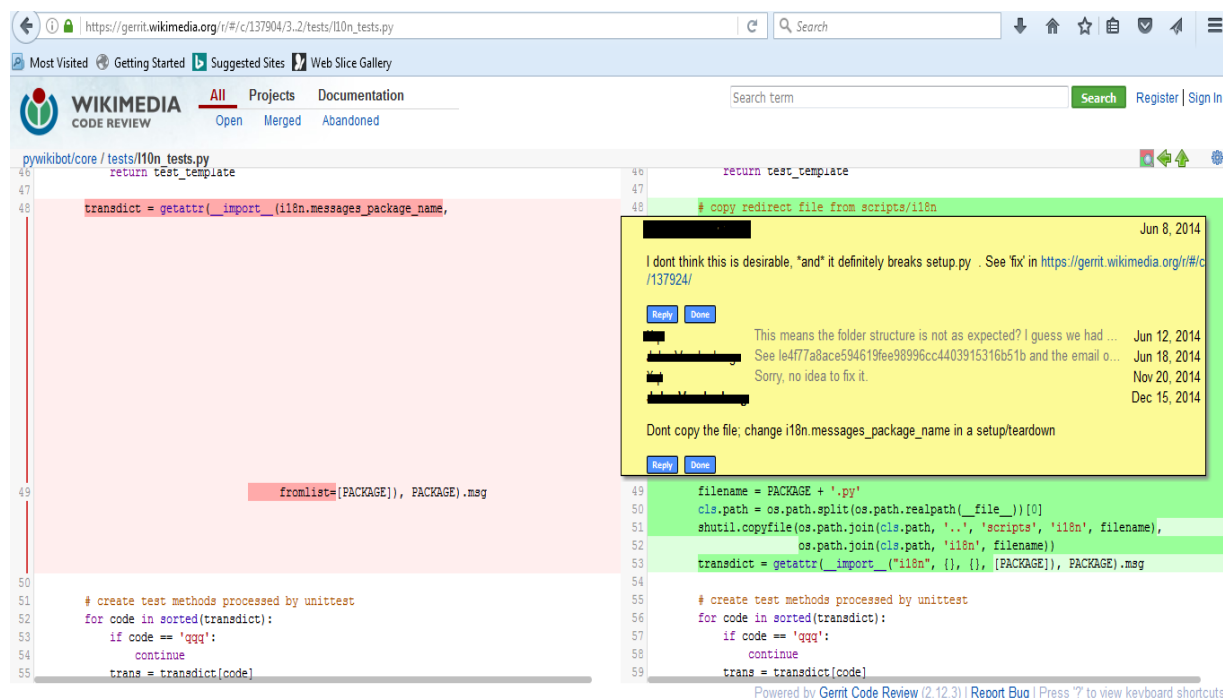 https://gerrit.wikimedia.org/r/#/c/137904/3..2/tests/l10n_tests.py
Search
Most Visited Getting Started Suggested Sites Web Slice Gallery
WIKIMEDIA
CODE REVIEW
All Projects Documentation
Open Merged Abandoned
Search term
Search
Register Sign In
pywikibot/core / tests/l10n_tests.py
46 return test_template
47
48 transdict = getattr(__import__(i18n.messages_package_name,
49 fromlist=[PACKAGE]), PACKAGE).msg
50
51 # create test methods processed by unittest
52 for code in sorted(transdict):
53 if code == 'qqq':
54 continue
55 trans = transdict[code]
46 return test_template
47
48 # copy redirect file from scripts/i18n
Jun 8, 2014
I dont think this is desirable, *and* it definitely breaks setup.py . See 'fix' in https://gerrit.wikimedia.org/r/#/c
/137924/
Reply Done
This means the folder structure is not as expected? I guess we had ... Jun 12, 2014
See Ie4f77a8ace594619fee98996cc4403915316b51b and the email o... Jun 18, 2014
Sorry, no idea to fix it. Nov 20, 2014
Dec 15, 2014
Dont copy the file; change i18n.messages_package_name in a setup/teardown
Reply Done
49 filename = PACKAGE + '.py'
50 cls.path = os.path.split(os.path.realpath(__file__))[0]
51 shutil.copyfile(os.path.join(cls.path, '..', 'scripts', 'i18n', filename),
52 os.path.join(cls.path, 'i18n', filename))
53 transdict = getattr(__import__("i18n", {}, {}, [PACKAGE]), PACKAGE).msg
54
55 # create test methods processed by unittest
56 for code in sorted(transdict):
57 if code == 'qqq':
58 continue
59 trans = transdict[code]
Powered by Gerrit Code Review (2.12.3) | Report Bug | Press '?' to view keyboard shortcuts